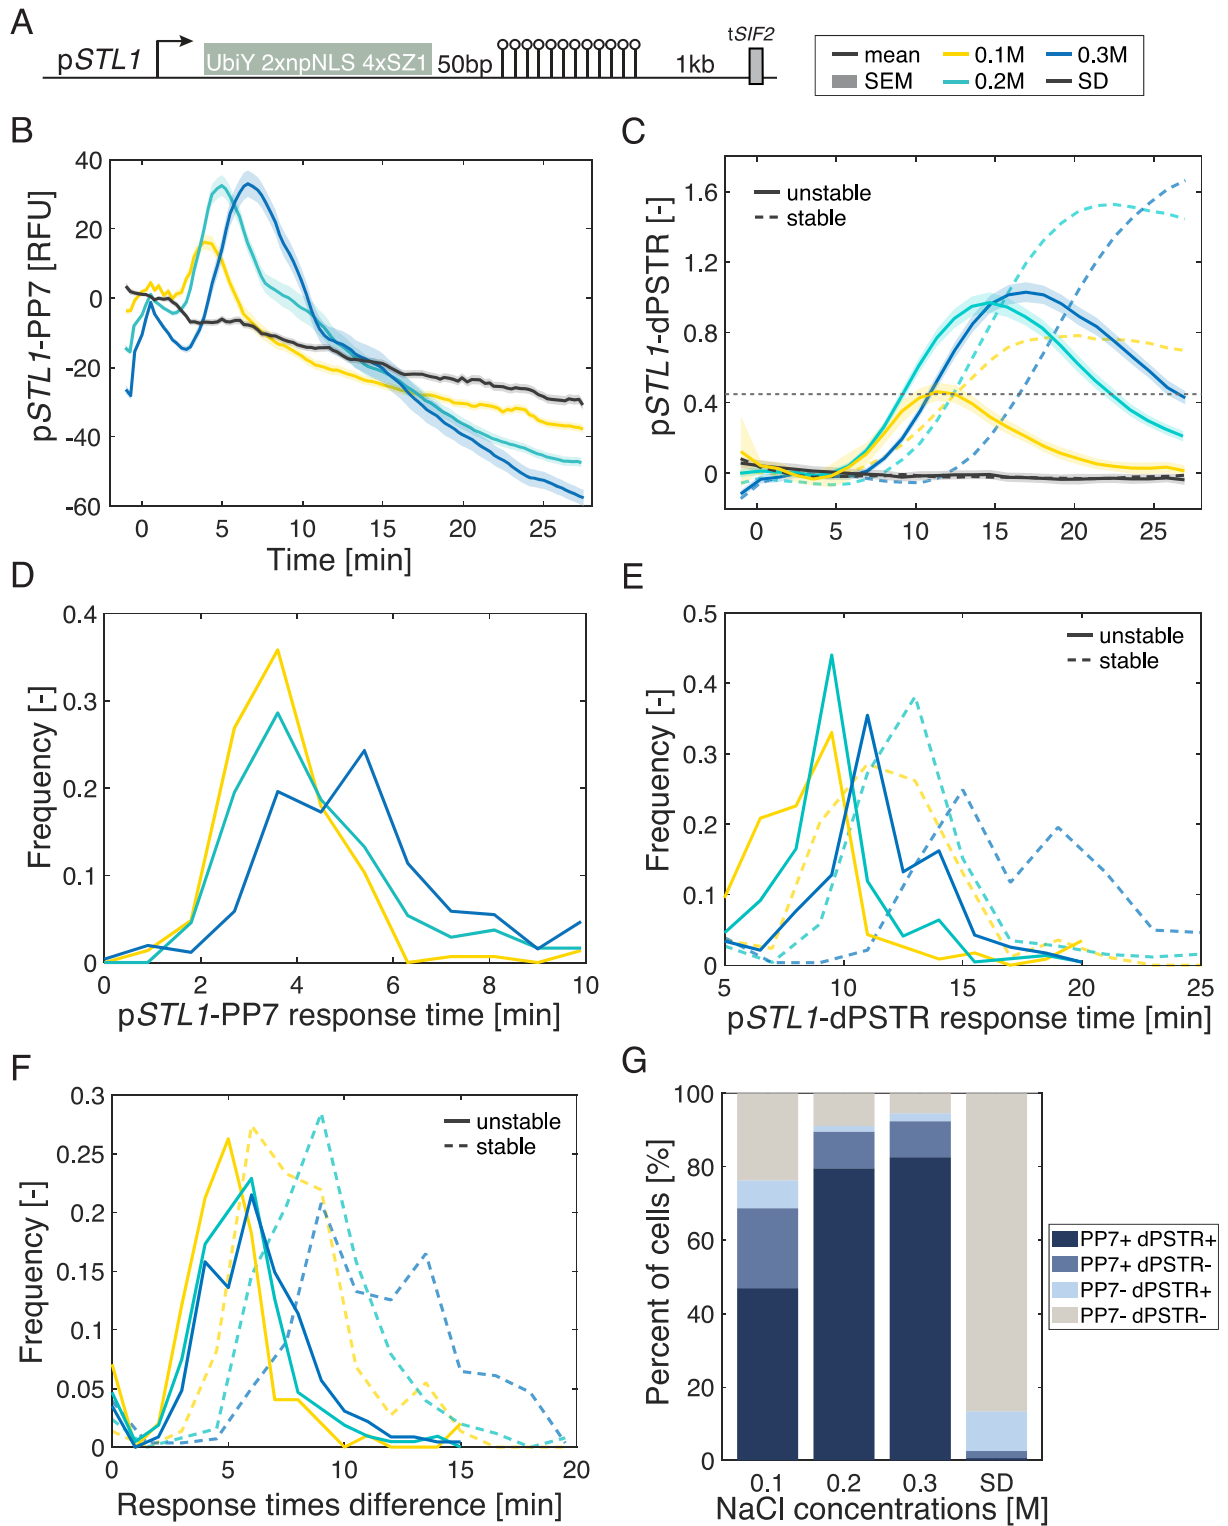 A
pSTL1
UbiY 2xnpNLS 4xSZ1
50bp
1kb
tSIF2
mean 0.1M 0.3M
SEM 0.2M SD
B
40
20
0
-20
-40
-60
0 5 10 15 20 25
pSTL1-PP7 [RFU]
Time [min]
C
unstable
stable
1.6
1.2
0.8
0.4
0
0 5 10 15 20 25
pSTL1-dPSTR [-]
D
0.4
0.3
0.2
0.1
0
0 2 4 6 8 10
Frequency [-]
pSTL1-PP7 response time [min]
E
unstable
stable
0.5
0.4
0.3
0.2
0.1
0
5 10 15 20 25
Frequency [-]
pSTL1-dPSTR response time [min]
F
unstable
stable
0.3
0.25
0.2
0.15
0.1
0.05
0
0 5 10 15 20
Frequency [-]
Response times difference [min]
G
100
80
60
40
20
0
0.1 0.2 0.3 SD
Percent of cells [%]
NaCl concentrations [M]
PP7+ dPSTR+
PP7+ dPSTR-
PP7- dPSTR+
PP7- dPSTR-